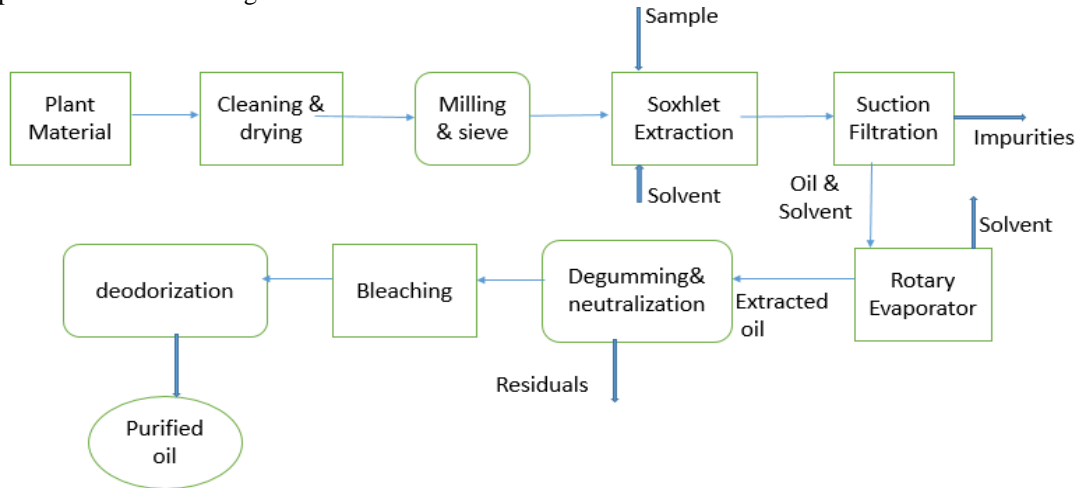 Sample
Plant
Material
Cleaning &
drying
Milling
& sieve
Soxhlet
Extraction
Suction
Filtration
Impurities
Solvent
Oil &
Solvent
Solvent
deodorization
Bleaching
Degumming&
neutralization
Extracted
oil
Rotary
Evaporator
Residuals
Purified
oil